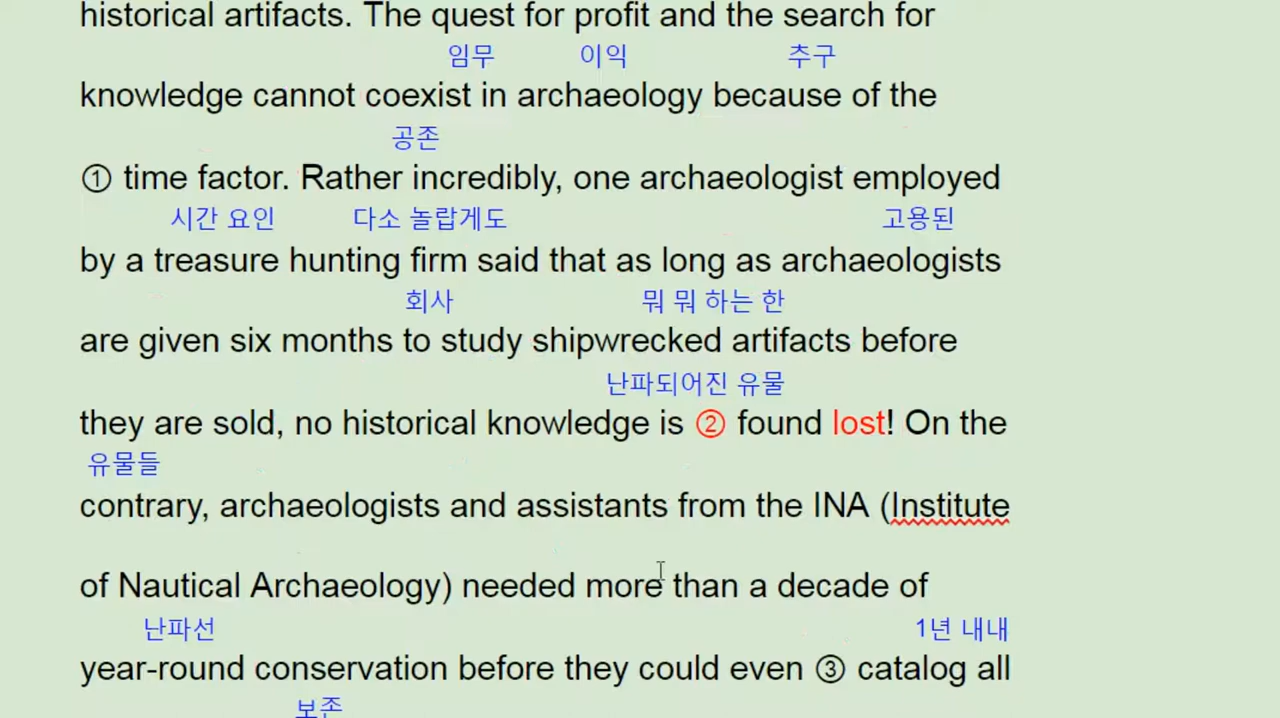 historical artifacts. The quest for profit and the search for
임무 이익 추구
knowledge cannot coexist in archaeology because of the
공존
① time factor. Rather incredibly, one archaeologist employed
시간 요인 다소 놀랍게도 고용된
by a treasure hunting firm said that as long as archaeologists
회사 뭐 뭐 하는 한
are given six months to study shipwrecked artifacts before
난파되어진 유물
they are sold, no historical knowledge is ② found lost! On the
유물들
contrary, archaeologists and assistants from the INA (Institute
of Nautical Archaeology) needed more than a decade of
난파선 1년 내내
year-round conservation before they could even ③ catalog all
보존